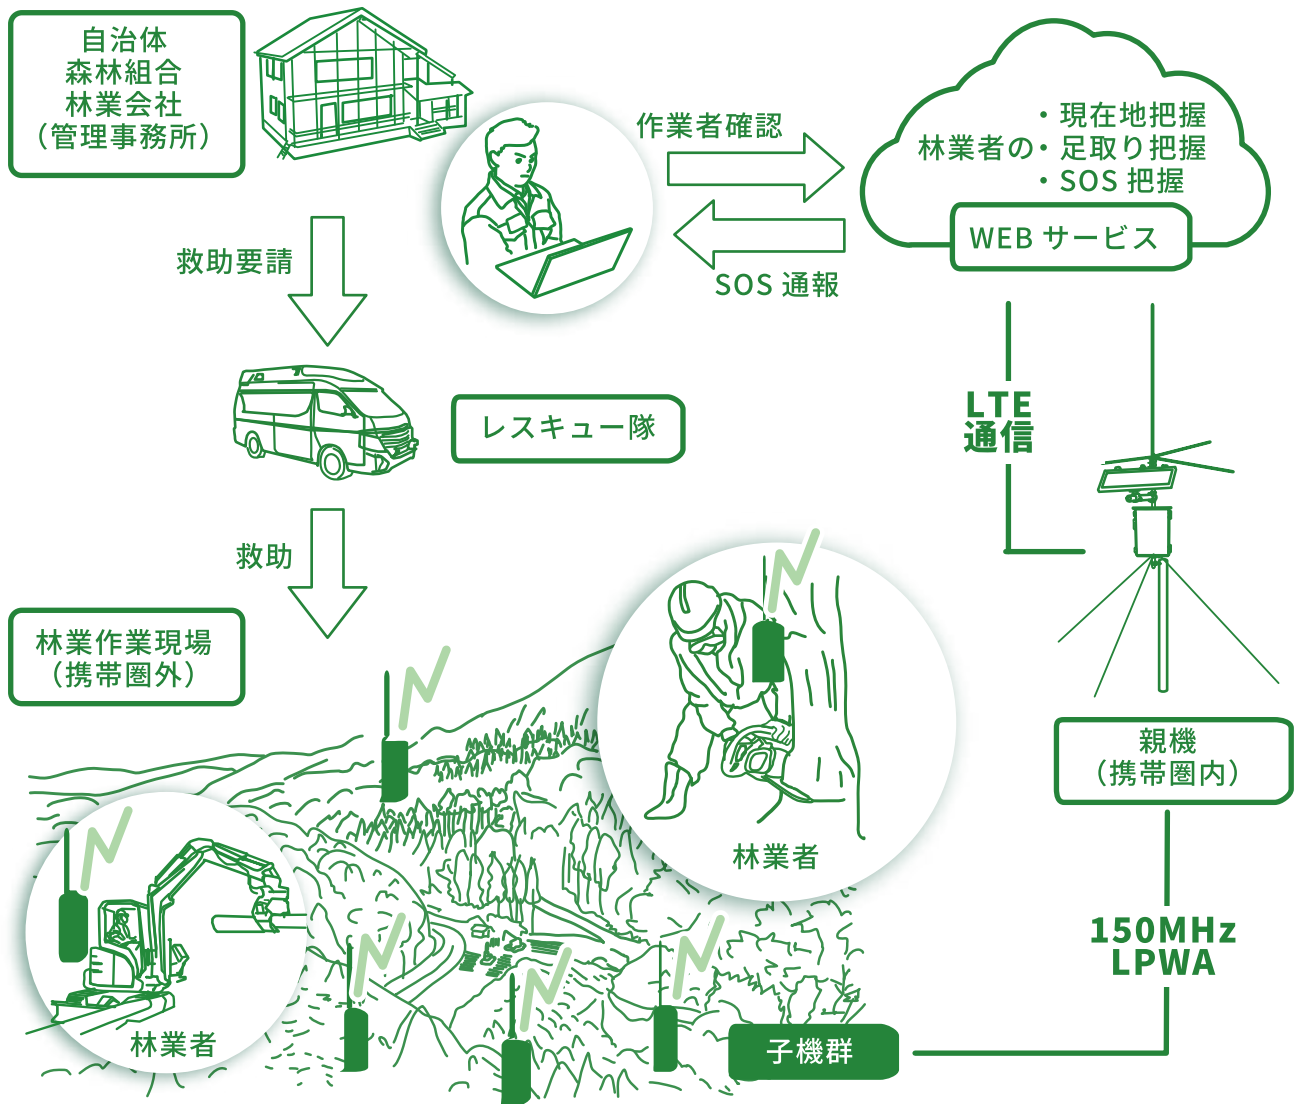 自治体
森林組合
林業会社
（管理事務所）
作業者確認
SOS 通報
林業者の
・現在地把握
・足取り把握
・SOS 把握
WEB サービス
救助要請
レスキュー隊
LTE
通信
救助
林業作業現場
（携帯圏外）
親機
（携帯圏内）
林業者
150MHz
LPWA
林業者
子機群